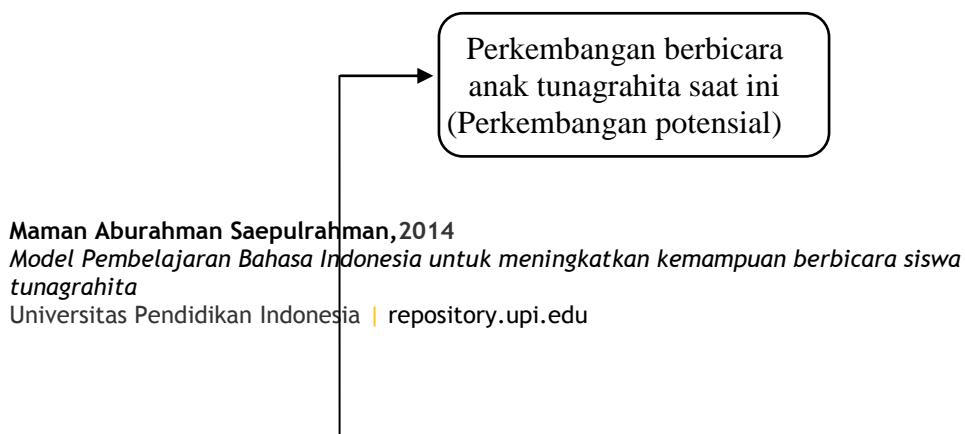 Perkembangan berbicara
anak tunagrahita saat ini
(Perkembangan potensial)
Maman Aburahman Saepulrahman,2014
Model Pembelajaran Bahasa Indonesia untuk meningkatkan kemampuan berbicara siswa
tunagrahita
Universitas Pendidikan Indonesia | repository.upi.edu